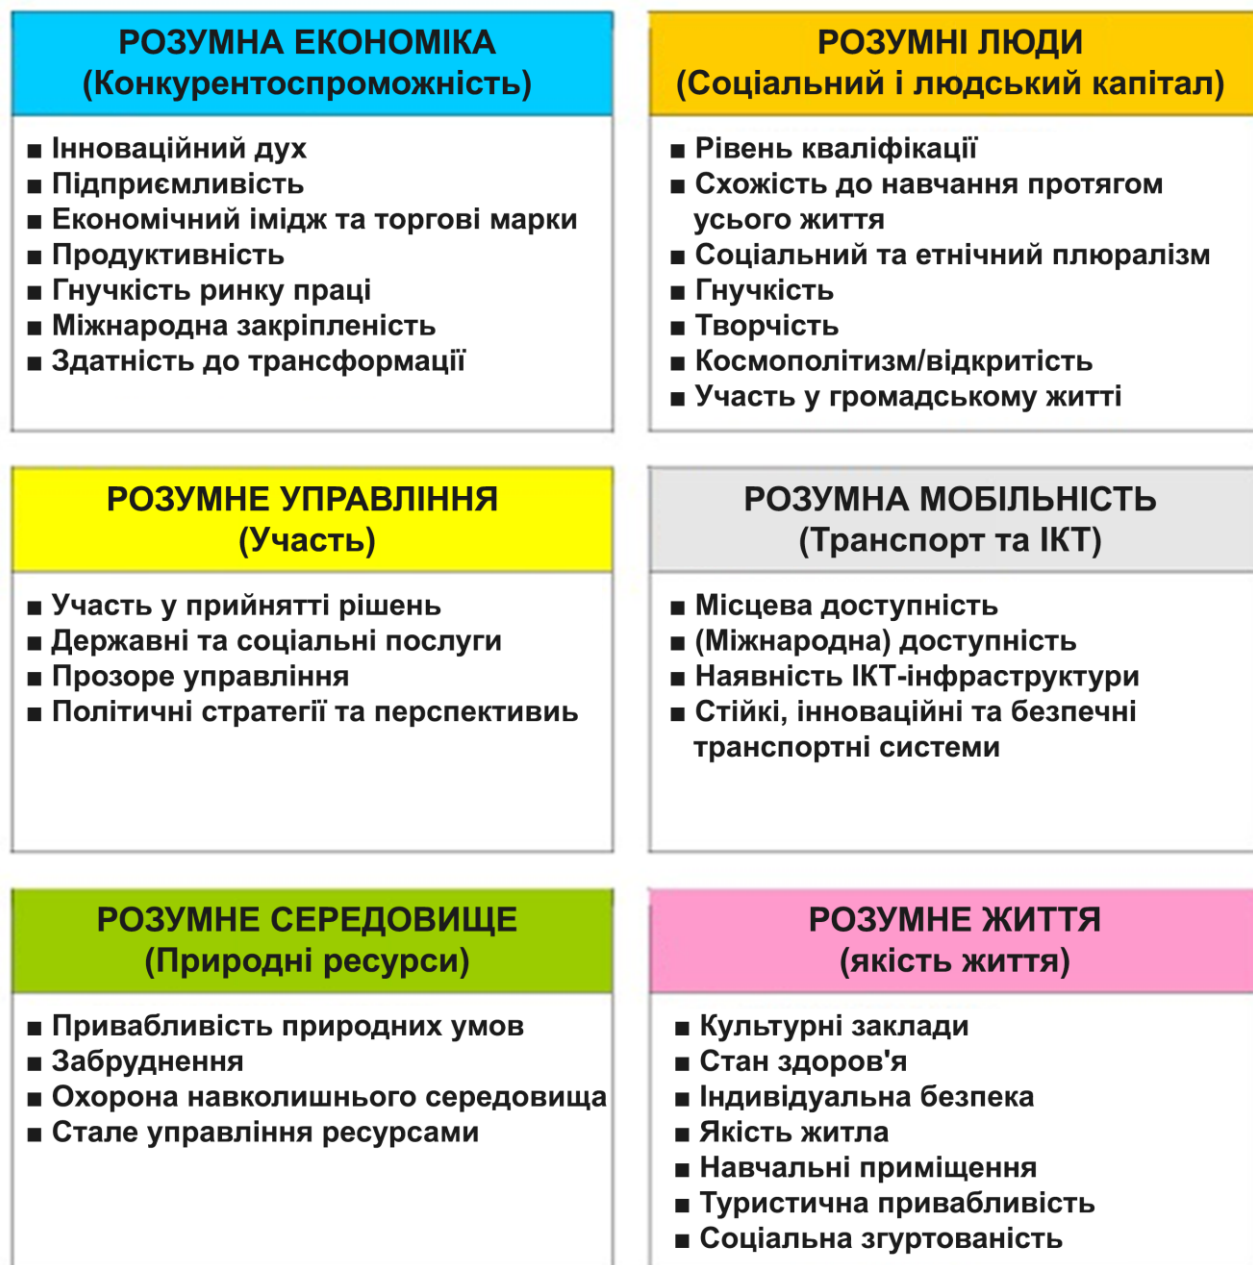 РОЗУМНА ЕКОНОМІКА
(Конкурентоспроможність)
■ Інноваційний дух
■ Підприємливість
■ Економічний імідж та торгові марки
■ Продуктивність
■ Гнучкість ринку праці
■ Міжнародна закріпленість
■ Здатність до трансформації
РОЗУМНІ ЛЮДИ
(Соціальний і людський капітал)
■ Рівень кваліфікації
■ Схожість до навчання протягом
усього життя
■ Соціальний та етнічний плюралізм
■ Гнучкість
■ Творчість
■ Космополітизм/відкритість
■ Участь у громадському житті
РОЗУМНЕ УПРАВЛІННЯ
(Участь)
■ Участь у прийнятті рішень
■ Державні та соціальні послуги
■ Прозоре управління
■ Політичні стратегії та перспективиь
РОЗУМНА МОБІЛЬНІСТЬ
(Транспорт та ІКТ)
■ Місцева доступність
■ (Міжнародна) доступність
■ Наявність ІКТ-інфраструктури
■ Стійкі, інноваційні та безпечні
транспортні системи
РОЗУМНЕ СЕРЕДОВИЩЕ
(Природні ресурси)
■ Привабливість природних умов
■ Забруднення
■ Охорона навколишнього середовища
■ Стале управління ресурсами
РОЗУМНЕ ЖИТТЯ
(якість життя)
■ Культурні заклади
■ Стан здоров'я
■ Індивідуальна безпека
■ Якість житла
■ Навчальні приміщення
■ Туристична привабливість
■ Соціальна згуртованість